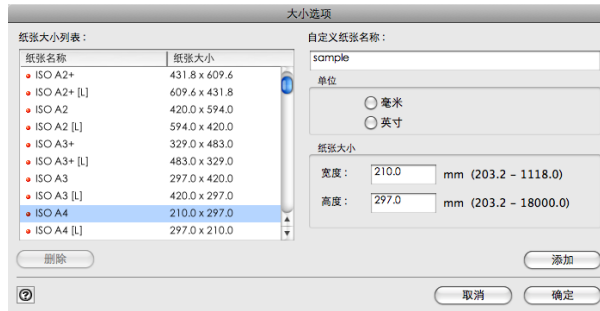 大小选项
纸张大小列表：
纸张名称 纸张大小
ISO A2+ 431.8 x 609.6
ISO A2+ [L] 609.6 x 431.8
ISO A2 420.0 x 594.0
ISO A2 [L] 594.0 x 420.0
ISO A3+ 329.0 x 483.0
ISO A3+ [L] 483.0 x 329.0
ISO A3 297.0 x 420.0
ISO A3 [L] 420.0 x 297.0
ISO A4 210.0 x 297.0
ISO A4 [L] 297.0 x 210.0
删除
自定义纸张名称：
sample
单位
毫米
英寸
纸张大小
宽度： 210.0 mm (203.2 - 1118.0)
高度： 297.0 mm (203.2 - 18000.0)
添加
?
取消 确定